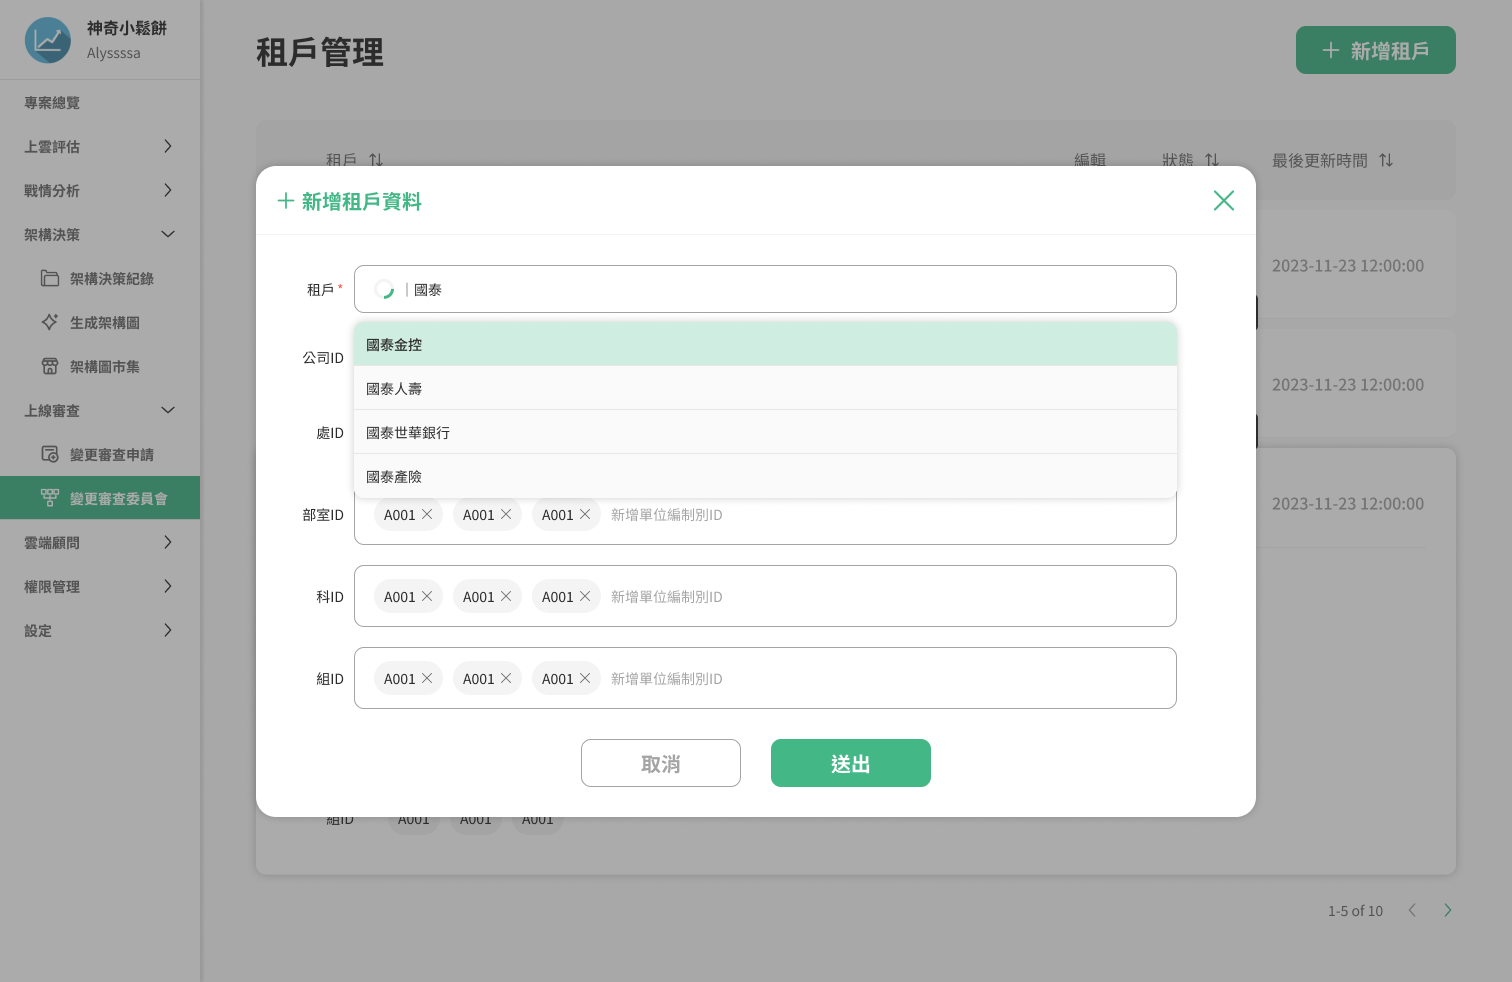 神奇小鬆餅
Alyssssa
專案總覽
上雲評估
戰情分析
架構決策
架構決策紀錄
生成架構圖
架構圖市集
上線審查
變更審查申請
變更審查委員會
雲端顧問
權限管理
設定
租戶管理
新增租戶
租戶 編輯 狀態 最後更新時間
2023-11-23 12:00:00
2023-11-23 12:00:00
2023-11-23 12:00:00
新增租戶資料
租戶* | 國泰
國泰金控
公司ID
國泰人壽
處ID 國泰世華銀行
國泰產險
部室ID A001 A001 A001 新增單位編制別ID
科ID A001 A001 A001 新增單位編制別ID
組ID A001 A001 A001 新增單位編制別ID
取消 送出
組ID A001 A001 A001
1-5 of 10